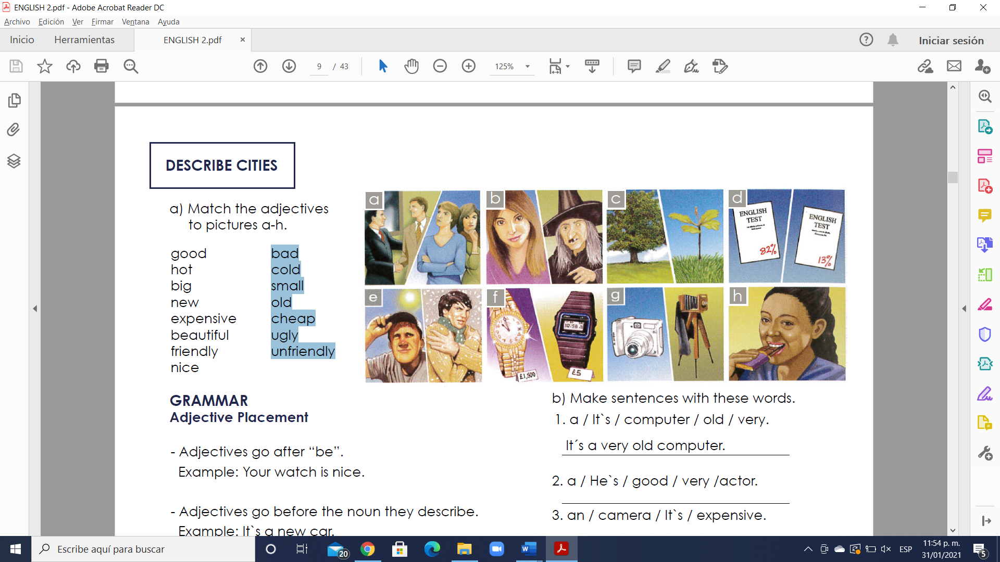 ENGLISH 2.pdf - Adobe Acrobat Reader DC
Archivo Edición Ver Firmar Ventana Ayuda
Inicio Herramientas ENGLISH 2.pdf × Iniciar sesión
9 / 43 125%
DESCRIBE CITIES
a) Match the adjectives
to pictures a-h.
good bad
hot cold
big small
new old
expensive cheap
beautiful ugly
friendly unfriendly
nice
a b c d
ENGLISH TEST
82%
ENGLISH TEST
13%
e f g h
£1,500
10:58
£5
GRAMMAR
Adjective Placement
- Adjectives go after “be”.
Example: Your watch is nice.
- Adjectives go before the noun they describe.
Example: It`s a new car.
b) Make sentences with these words.
1. a / It`s / computer / old / very.
It´s a very old computer.
2. a / He`s / good / very /actor.
3. an / camera / It`s / expensive.
Escribe aquí para buscar
20
ESP
11:54 p. m.
31/01/2021
5